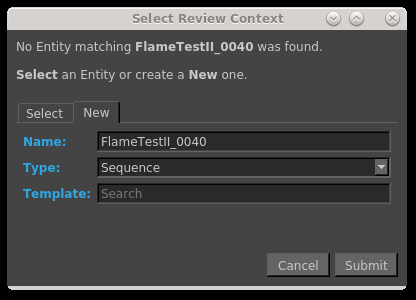 Select Review Context
No Entity matching FlameTestII_0040 was found.
Select an Entity or create a New one.
Select New
Name: FlameTestII_0040
Type: Sequence
Template: Search
Cancel Submit